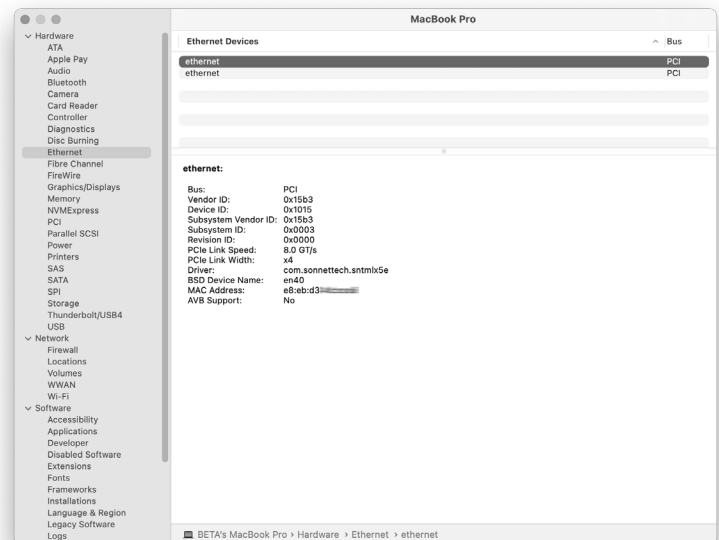 MacBook Pro
Hardware
ATA
Apple Pay
Audio
Bluetooth
Camera
Card Reader
Controller
Diagnostics
Disc Burning
Ethernet
Fibre Channel
FireWire
Graphics/Displays
Memory
NVMExpress
PCI
Parallel SCSI
Power
Printers
SAS
SATA
SPI
Storage
Thunderbolt/USB4
USB
Network
Firewall
Locations
Volumes
WWAN
Wi-Fi
Software
Accessibility
Applications
Developer
Disabled Software
Extensions
Fonts
Frameworks
Installations
Language & Region
Legacy Software
Logs
Ethernet Devices Bus
ethernet PCI
ethernet PCI
ethernet:
Bus: PCI
Vendor ID: 0x15b3
Device ID: 0x1015
Subsystem Vendor ID: 0x15b3
Subsystem ID: 0x0003
Revision ID: 0x0000
PCIe Link Speed: 8.0 GT/s
PCIe Link Width: x4
Driver: com.sonnettech.sntmlx5e
BSD Device Name: en40
MAC Address: e8:eb:d3
AVB Support: No
BETA's MacBook Pro › Hardware › Ethernet › ethernet